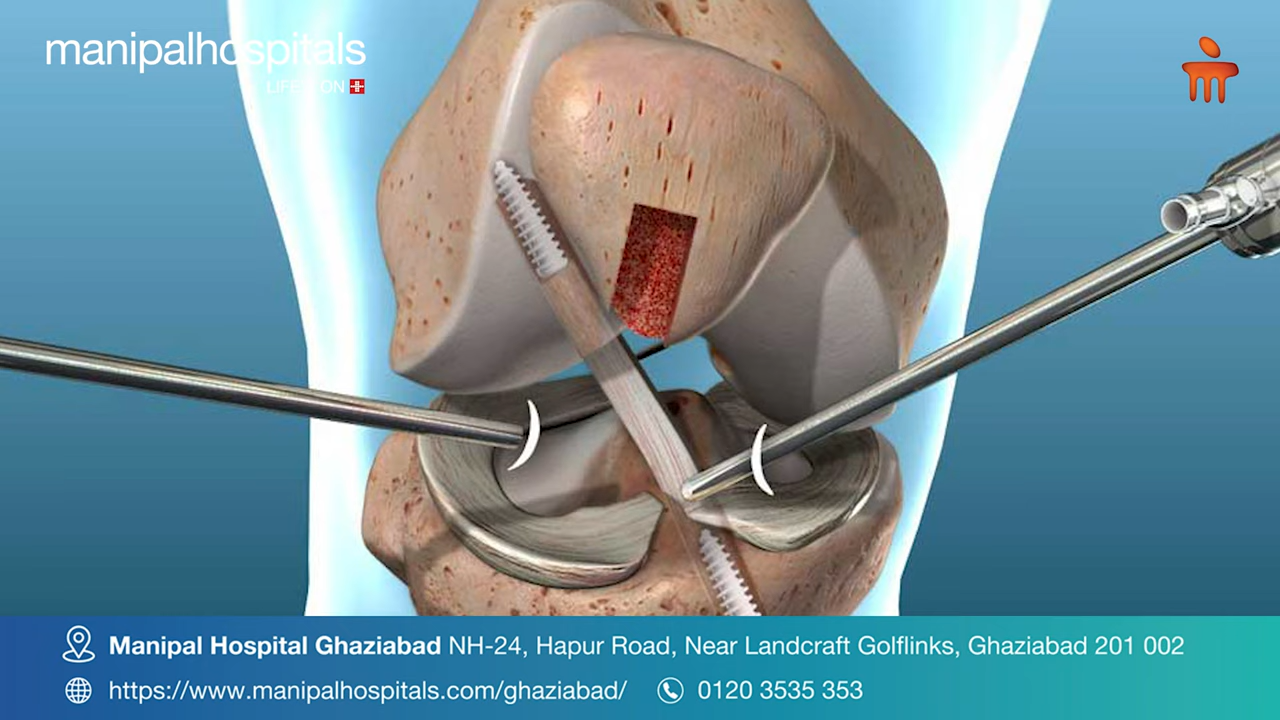 manipalhospitals
LIFE'S ON
Manipal Hospital Ghaziabad NH-24, Hapur Road, Near Landcraft Golflinks, Ghaziabad 201 002
https://www.manipalhospitals.com/ghaziabad/ 0120 3535 353